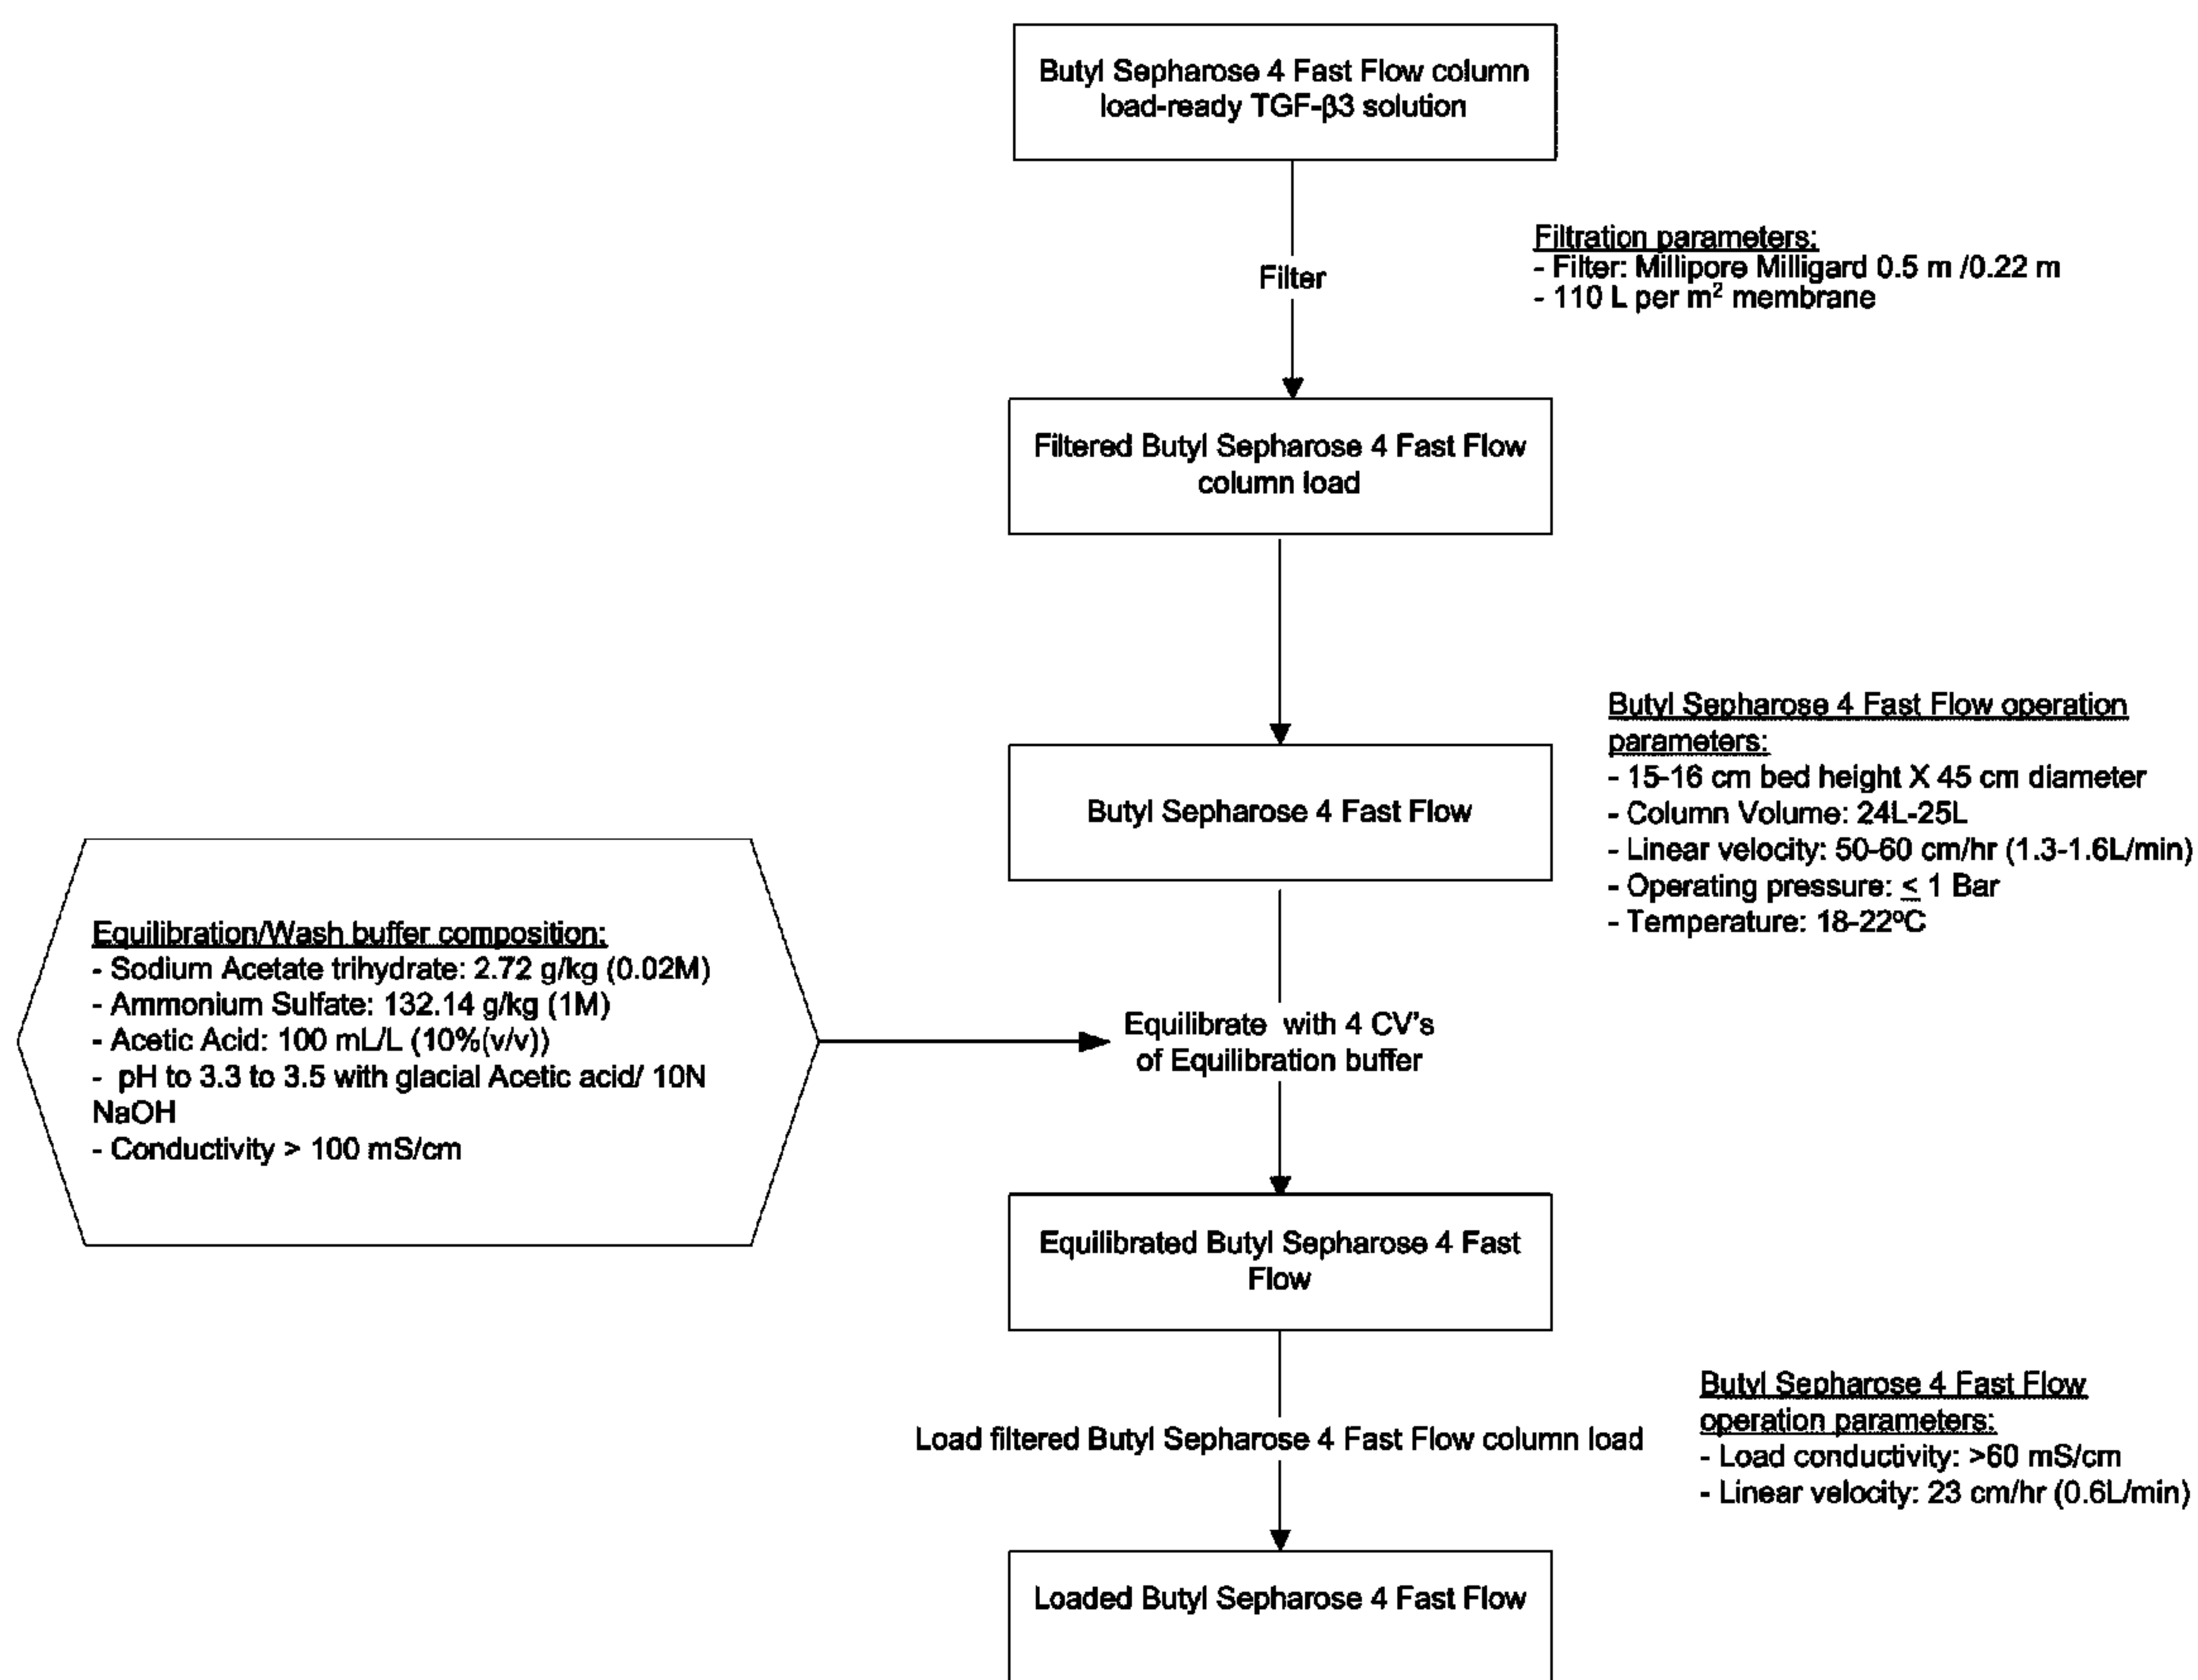 Butyl Sepharose 4 Fast Flow column
load-ready TGF-β3 solution
Filter
Filtration parameters:
- Filter: Millipore Milligard 0.5 m /0.22 m
- 110 L per m² membrane
Filtered Butyl Sepharose 4 Fast Flow
column load
Butyl Sepharose 4 Fast Flow
Butyl Sepharose 4 Fast Flow operation
parameters:
- 15-16 cm bed height X 45 cm diameter
- Column Volume: 24L-25L
- Linear velocity: 50-60 cm/hr (1.3-1.6L/min)
- Operating pressure: ≤ 1 Bar
- Temperature: 18-22ºC
Equilibration/Wash buffer composition:
- Sodium Acetate trihydrate: 2.72 g/kg (0.02M)
- Ammonium Sulfate: 132.14 g/kg (1M)
- Acetic Acid: 100 mL/L (10%(v/v))
- pH to 3.3 to 3.5 with glacial Acetic acid/ 10N
NaOH
- Conductivity > 100 mS/cm
Equilibrate with 4 CV's
of Equilibration buffer
Equilibrated Butyl Sepharose 4 Fast
Flow
Load filtered Butyl Sepharose 4 Fast Flow column load
Butyl Sepharose 4 Fast Flow
operation parameters:
- Load conductivity: >60 mS/cm
- Linear velocity: 23 cm/hr (0.6L/min)
Loaded Butyl Sepharose 4 Fast Flow